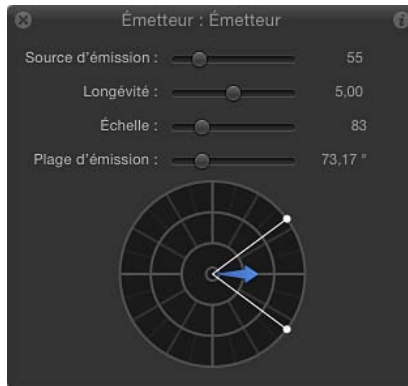 Émetteur : Émetteur
Source d'émission : 55
Longévité : 5,00
Échelle : 83
Plage d'émission : 73,17 °